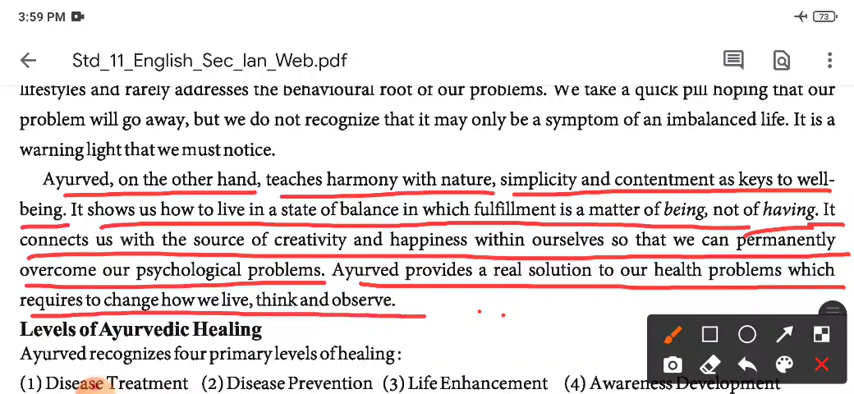 3:59 PM
73
Std_11_English_Sec_lan_Web.pdf
lifestyles and rarely addresses the behavioural root of our problems. We take a quick pill hoping that our
problem will go away, but we do not recognize that it may only be a symptom of an imbalanced life. It is a
warning light that we must notice.
Ayurved, on the other hand, teaches harmony with nature, simplicity and contentment as keys to well-
being. It shows us how to live in a state of balance in which fulfillment is a matter of being, not of having. It
connects us with the source of creativity and happiness within ourselves so that we can permanently
overcome our psychological problems. Ayurved provides a real solution to our health problems which
requires to change how we live, think and observe.
Levels of Ayurvedic Healing
Ayurved recognizes four primary levels of healing :
(1) Disease Treatment (2) Disease Prevention (3) Life Enhancement (4) Awareness Development